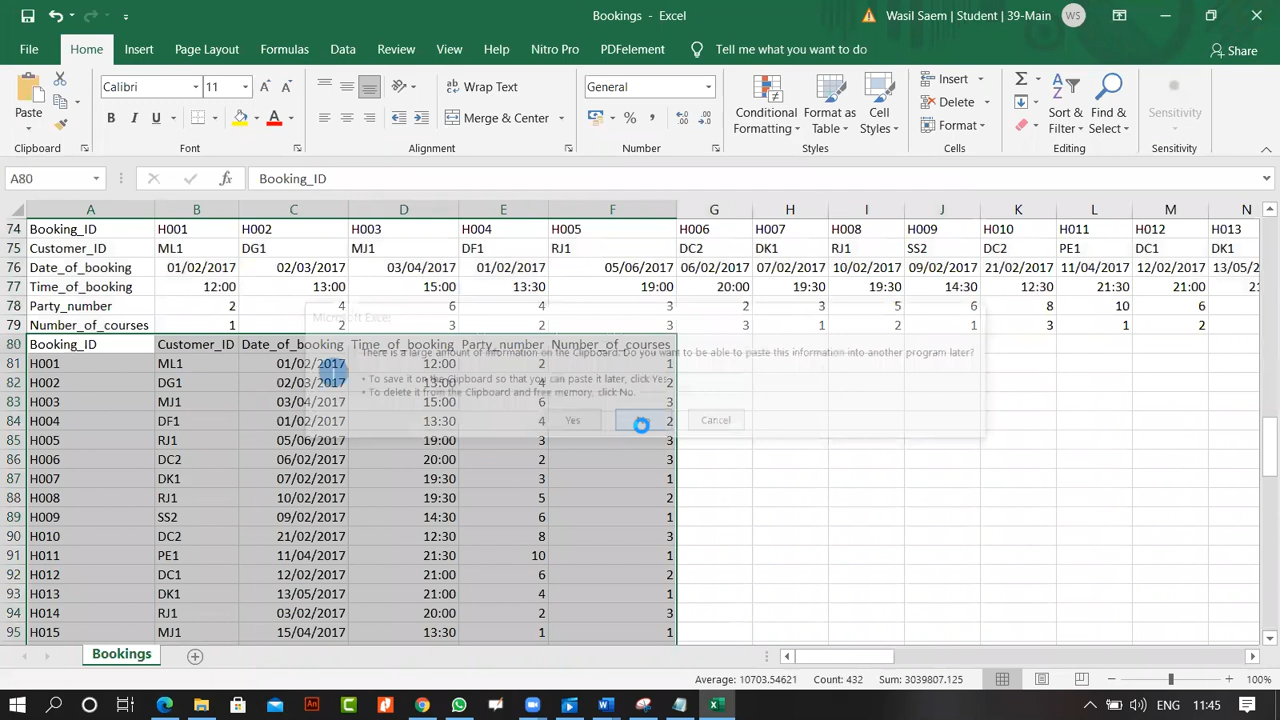 Bookings - Excel
Wasil Saem | Student | 39-Main WS
File Home Insert Page Layout Formulas Data Review View Help Nitro Pro PDFelement Tell me what you want to do Share
Paste Calibri 11 Wrap Text General Conditional Formatting Format as Table Cell Styles Insert Sort & Filter Find & Select Sensitivity
B I U Merge & Center % Delete
Format
Clipboard Font Alignment Number Styles Cells Editing Sensitivity
A80 fx Booking_ID
A B C D E F G H I J K L M N
74 Booking_ID H001 H002 H003 H004 H005 H006 H007 H008 H009 H010 H011 H012 H013
75 Customer_ID ML1 DG1 MJ1 DF1 RJ1 DC2 DK1 RJ1 SS2 DC2 PE1 DC1 DK1
76 Date_of_booking 01/02/2017 02/03/2017 03/04/2017 01/02/2017 05/06/2017 06/02/2017 07/02/2017 10/02/2017 09/02/2017 21/02/2017 11/04/2017 12/02/2017 13/05/2
77 Time_of_booking 12:00 13:00 15:00 13:30 19:00 20:00 19:30 19:30 14:30 12:30 21:30 21:00 21
78 Party_number 2 4 6 4 3 2 3 5 6 8 10 6
79 Number_of_courses 1 2 3 2 3 3 1 2 1 3 1 2
80 Booking_ID Customer_ID Date_of_booking Time_of_booking Party_number Number_of_courses
81 H001 ML1 01/02/2017 12:00 2 1
82 H002 DG1 02/03/2017 13:00 4 2
83 H003 MJ1 03/04/2017 15:00 6 3
84 H004 DF1 01/02/2017 13:30 4 2
85 H005 RJ1 05/06/2017 19:00 3 3
86 H006 DC2 06/02/2017 20:00 2 3
87 H007 DK1 07/02/2017 19:30 3 1
88 H008 RJ1 10/02/2017 19:30 5 2
89 H009 SS2 09/02/2017 14:30 6 1
90 H010 DC2 21/02/2017 12:30 8 3
91 H011 PE1 11/04/2017 21:30 10 1
92 H012 DC1 12/02/2017 21:00 6 2
93 H013 DK1 13/05/2017 21:00 4 1
94 H014 RJ1 03/02/2017 20:00 2 3
95 H015 MJ1 15/04/2017 13:30 1 1
Microsoft Excel
There is a large amount of information on the Clipboard. Do you want to be able to paste this information into another program later?
• To save it on the Clipboard so that you can paste it later, click Yes.
• To delete it from the Clipboard and free memory, click No.
Yes Cancel
Bookings
Average: 10703.54621 Count: 432 Sum: 3039807.125 100%
ENG 11:45